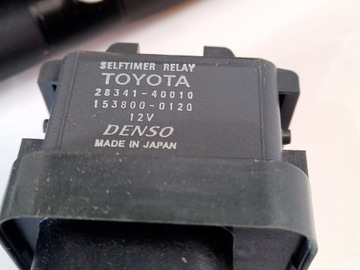 SELFTIMER RELAY
TOYOTA
28341-40010
153800-0120
12V
DENSO
MADE IN JAPAN